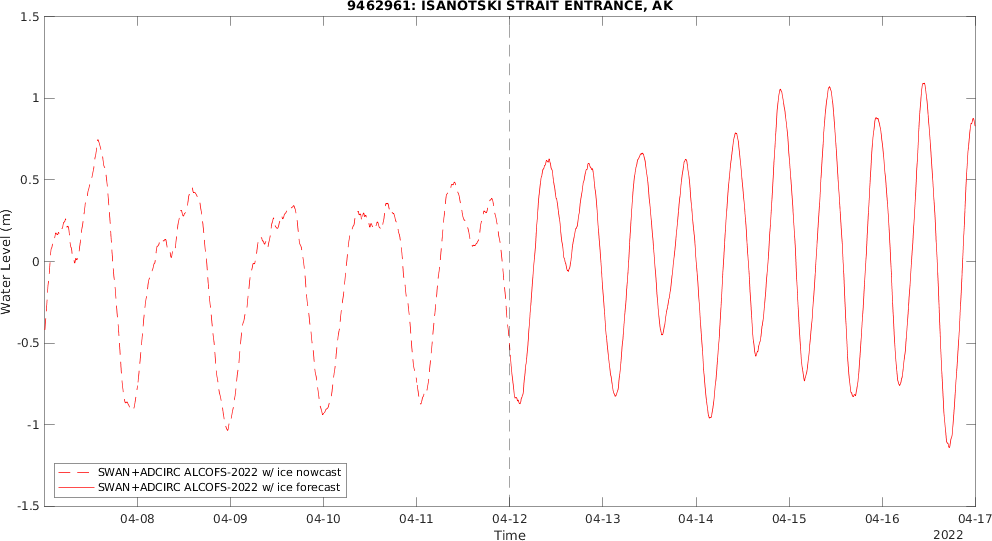 9462961: ISANOTSKI STRAIT ENTRANCE, AK
1.5
1
0.5
0
-0.5
-1
-1.5
Water Level (m)
SWAN+ADCIRC ALCOFS-2022 w/ ice nowcast
SWAN+ADCIRC ALCOFS-2022 w/ ice forecast
04-08 04-09 04-10 04-11 04-12 04-13 04-14 04-15 04-16 04-17
Time
2022